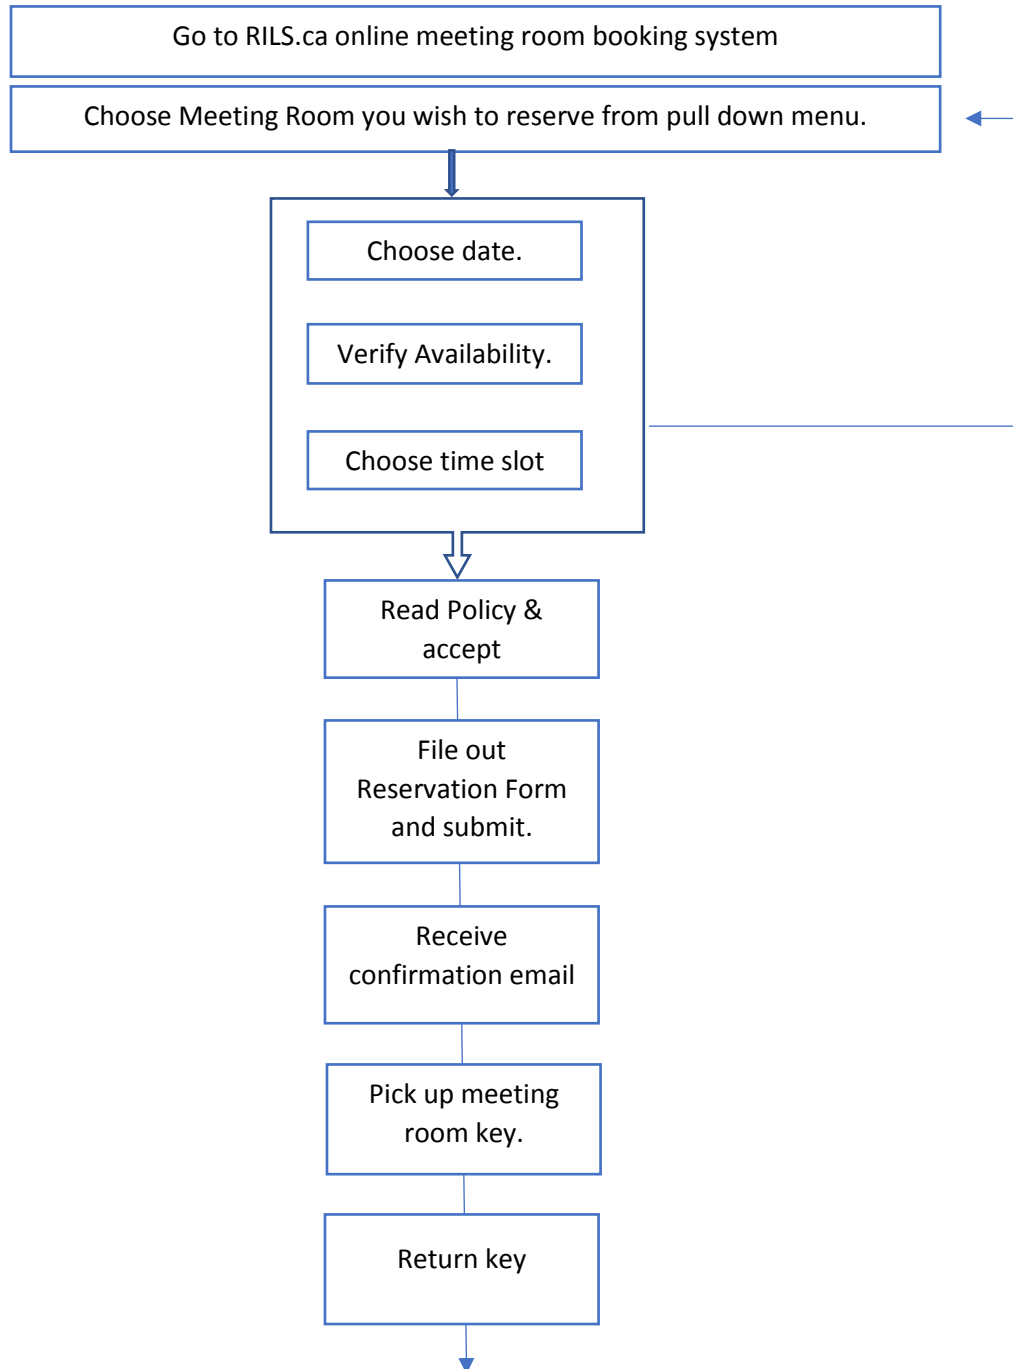 Go to RILS.ca online meeting room booking system
Choose Meeting Room you wish to reserve from pull down menu.
Choose date.
Verify Availability.
Choose time slot
Read Policy &
accept
File out
Reservation Form
and submit.
Receive
confirmation email
Pick up meeting
room key.
Return key